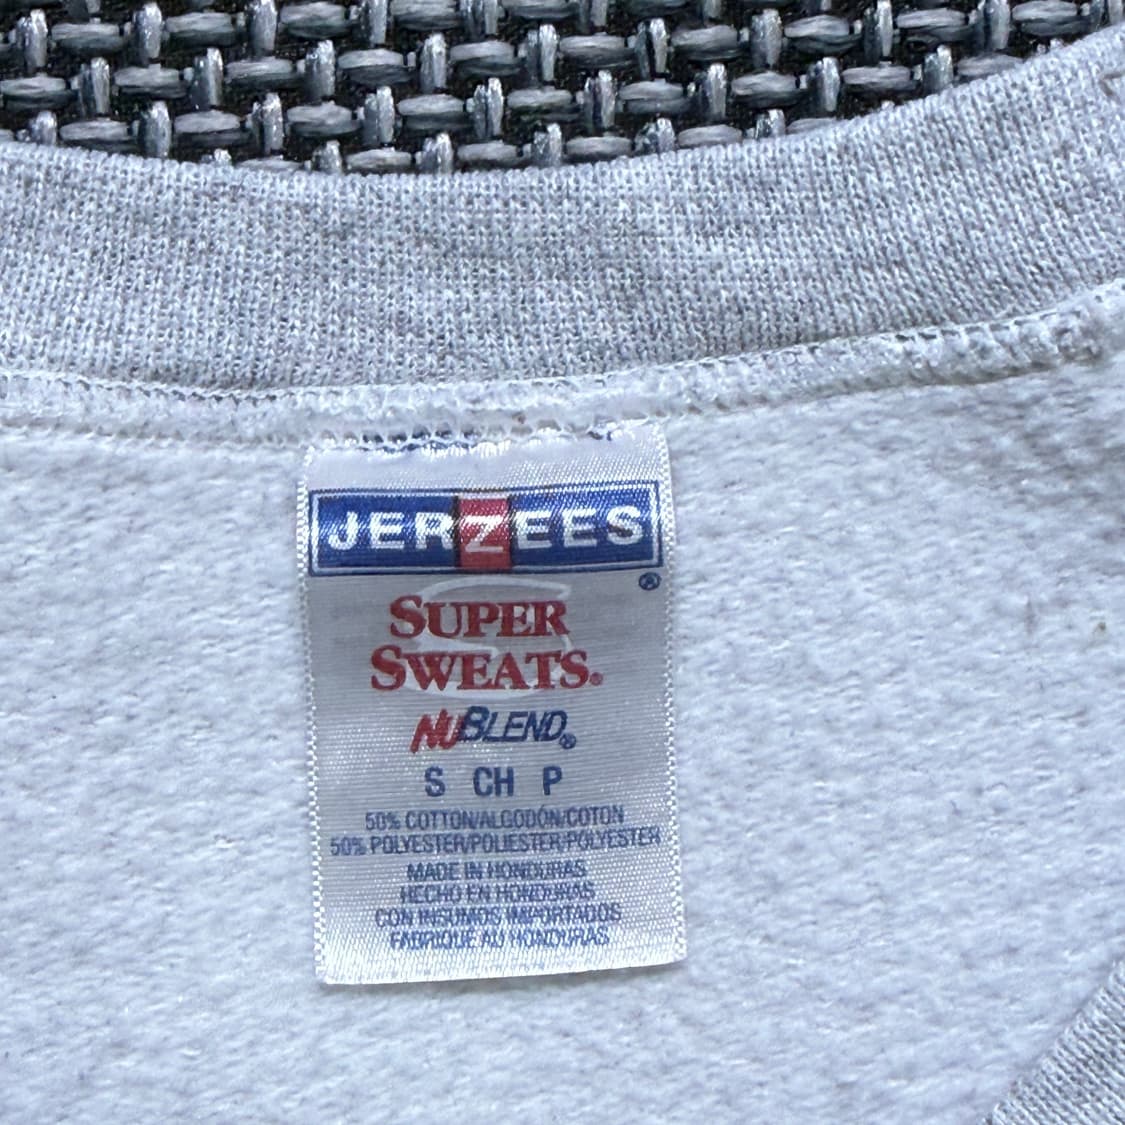 JERZEES
®
SUPER
SWEATS®
NUBLEND®
S CH P
50% COTTON/ALGODÓN/COTON
50% POLYESTER/POLIESTER/POLYESTER
MADE IN HONDURAS
HECHO EN HONDURAS
CON INSUMOS IMPORTADOS
FABRIQUE AU HONDURAS